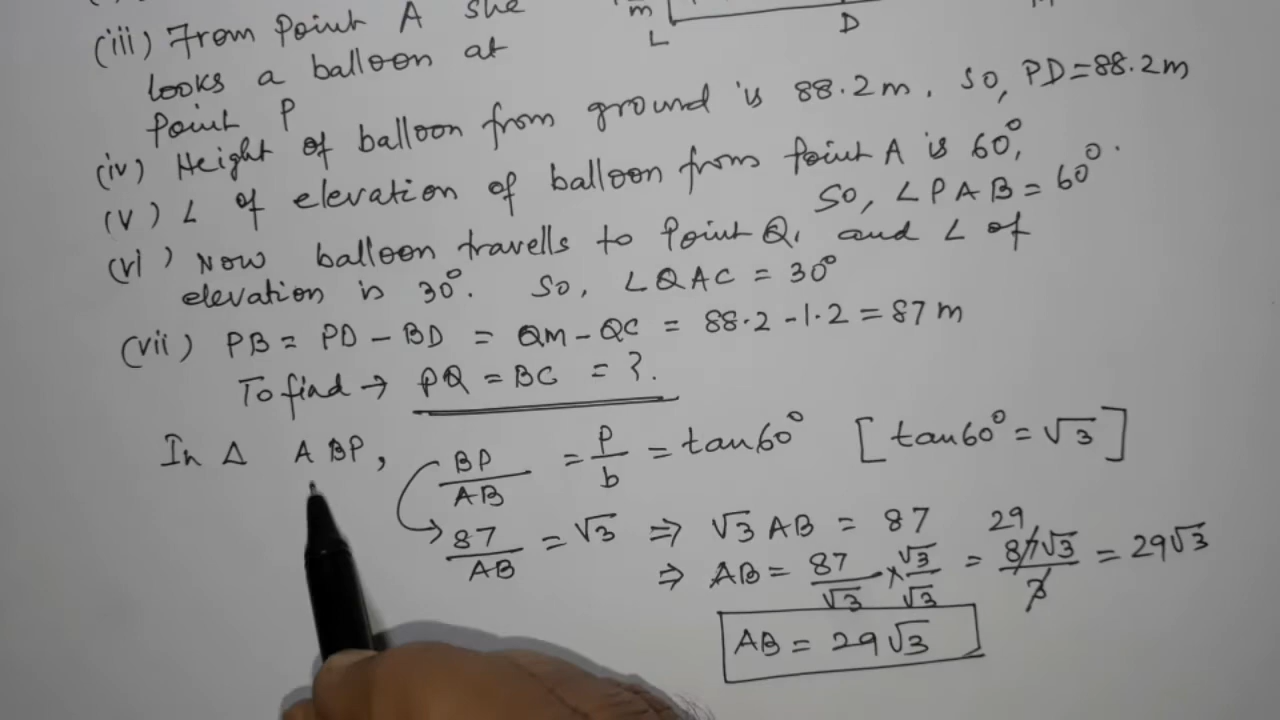 (iii) From Point A she
looks a balloon at
Point P
m
L
D
(iv) Height of balloon from ground is 88.2 m. So, PD=88.2m
(v) ∠ of elevation of balloon from Point A is 60°,
So, ∠PAB = 60°.
(vi) Now balloon travells to Point Q, and ∠ of
elevation is 30°. So, ∠QAC = 30°
(vii) PB = PD - BD = QM - QC = 88.2 - 1.2 = 87 m
To find → PQ = BC = ?.
In Δ ABP, BP/AB = P/b = tan60° [tan60° = √3]
87/AB = √3 ⇒ √3 AB = 87
⇒ AB = 87/√3 × √3/√3 = 29 87√3/3 = 29√3
AB = 29√3